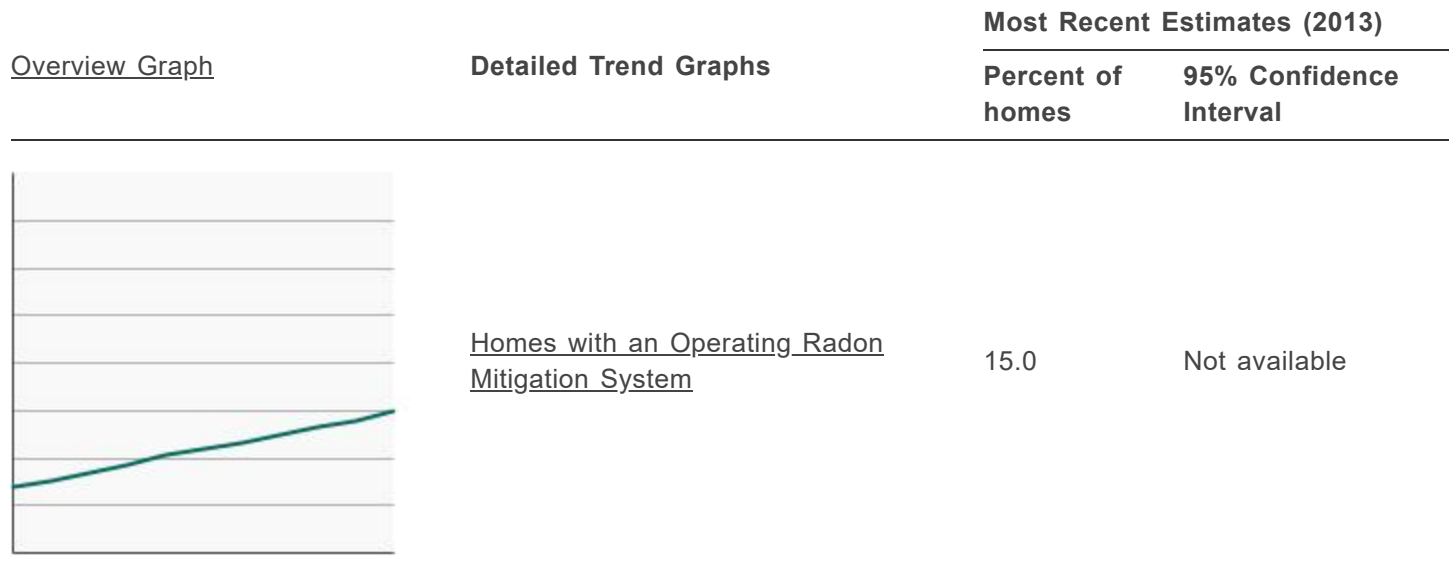 Most Recent Estimates (2013)
Overview Graph
Detailed Trend Graphs
Percent of
homes
95% Confidence
Interval
Homes with an Operating Radon
Mitigation System
15.0
Not available